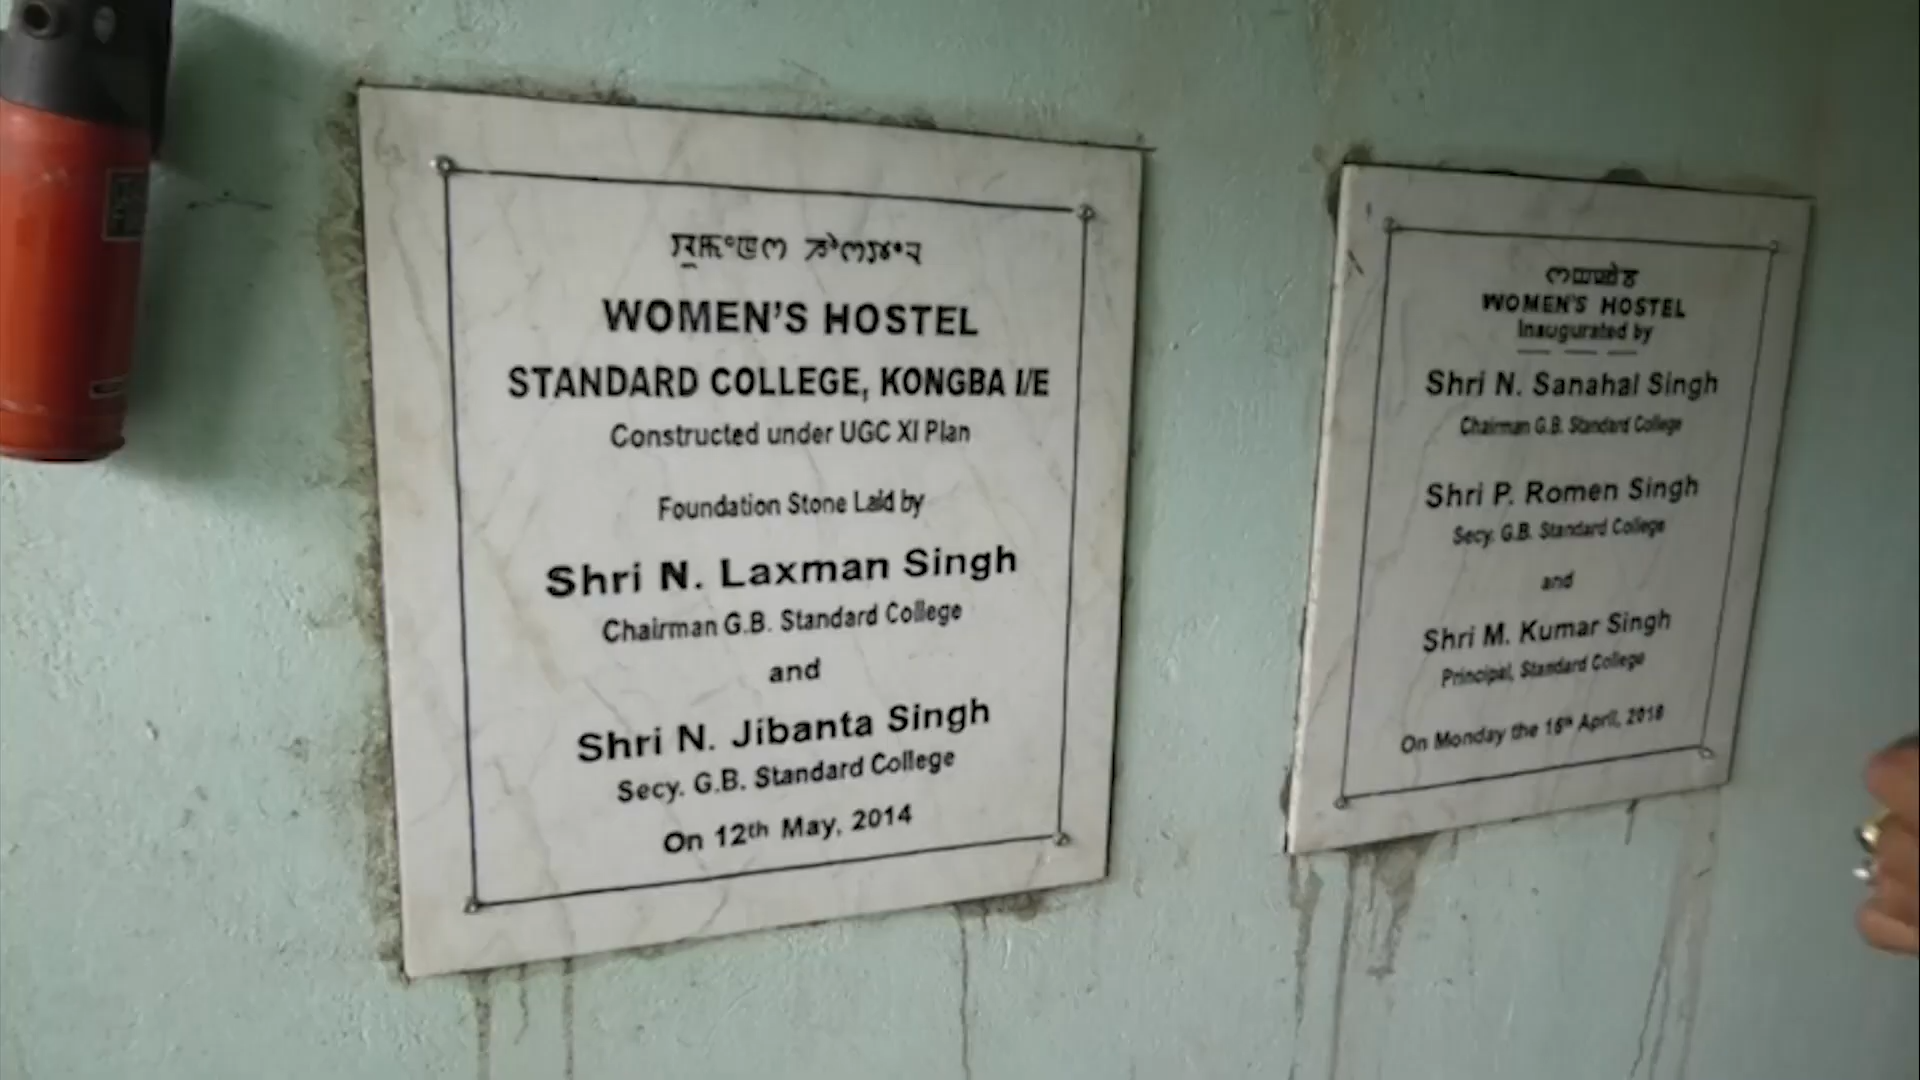 WOMEN'S HOSTEL
STANDARD COLLEGE, KONGBA I/E
Constructed under UGC XI Plan
Foundation Stone Laid by
Shri N. Laxman Singh
Chairman G.B. Standard College
and
Shri N. Jibanta Singh
Secy. G.B. Standard College
On 12th May, 2014
WOMEN'S HOSTEL
Inaugurated by
Shri N. Sanahal Singh
Chairman G.B. Standard College
Shri P. Romen Singh
Secy. G.B. Standard College
and
Shri M. Kumar Singh
Principal, Standard College
On Monday the 16th April, 2018